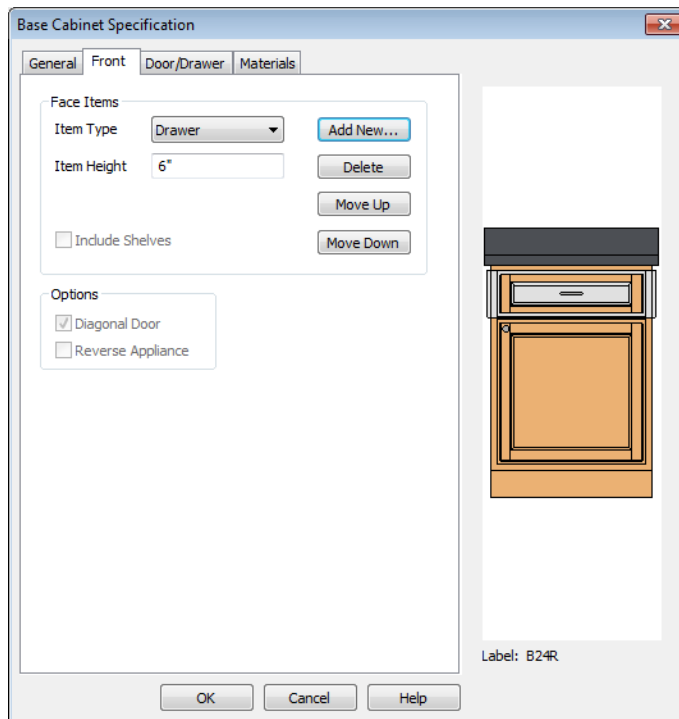 Base Cabinet Specification
General Front Door/Drawer Materials
Face Items
Item Type Drawer Add New...
Item Height 6" Delete
Move Up
Include Shelves Move Down
Options
Diagonal Door
Reverse Appliance
Label: B24R
OK Cancel Help